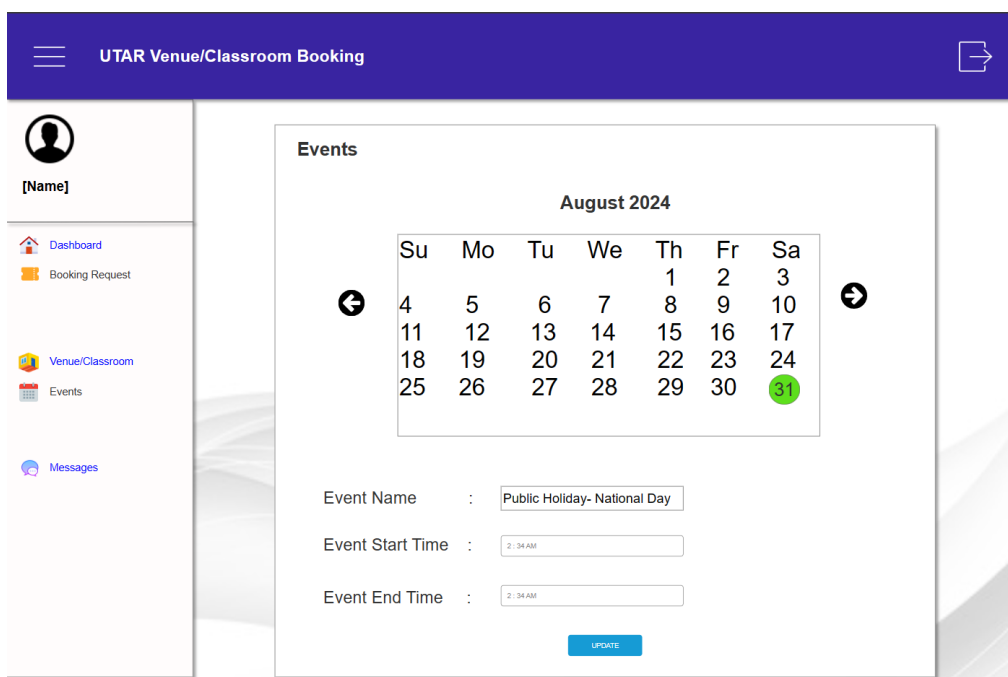 UTAR Venue/Classroom Booking
[Name]
Dashboard
Booking Request
Venue/Classroom
Events
Messages
Events
August 2024
Su Mo Tu We Th Fr Sa
1 2 3
4 5 6 7 8 9 10
11 12 13 14 15 16 17
18 19 20 21 22 23 24
25 26 27 28 29 30 31
Event Name : Public Holiday- National Day
Event Start Time : 2 : 34 AM
Event End Time : 2 : 34 AM
UPDATE